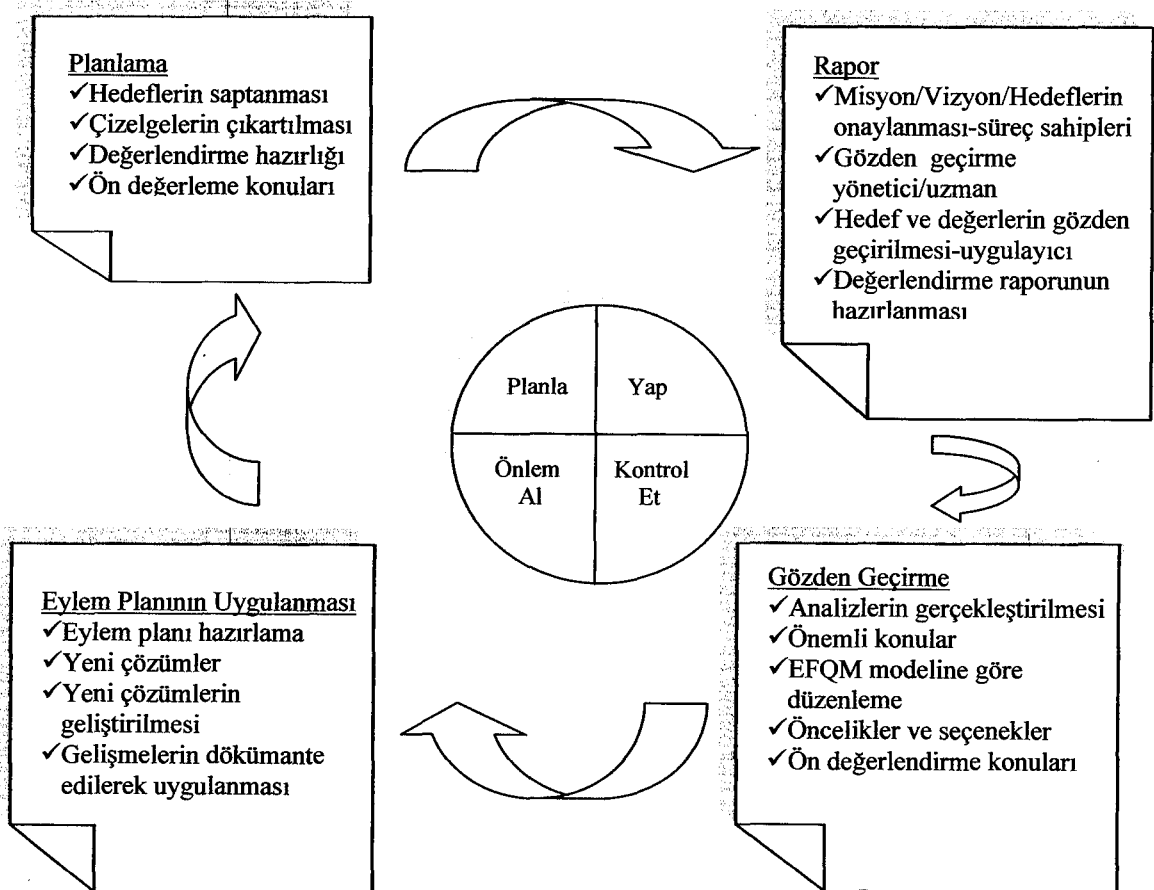 Planlama
✓Hedeflerin saptanması
✓Çizelgelerin çıkartılması
✓Değerlendirme hazırlığı
✓Ön değerleme konuları
Rapor
✓Misyon/Vizyon/Hedeflerin
onaylanması-süreç sahipleri
✓Gözden geçirme
yönetici/uzman
✓Hedef ve değerlerin gözden
geçirilmesi-uygulayıcı
✓Değerlendirme raporunun
hazırlanması
Planla
Yap
Önlem
Al
Kontrol
Et
Eylem Planının Uygulanması
✓Eylem planı hazırlama
✓Yeni çözümler
✓Yeni çözümlerin
geliştirilmesi
✓Gelişmelerin dökümante
edilerek uygulanması
Gözden Geçirme
✓Analizlerin gerçekleştirilmesi
✓Önemli konular
✓EFQM modeline göre
düzenleme
✓Öncelikler ve seçenekler
✓Ön değerlendirme konuları